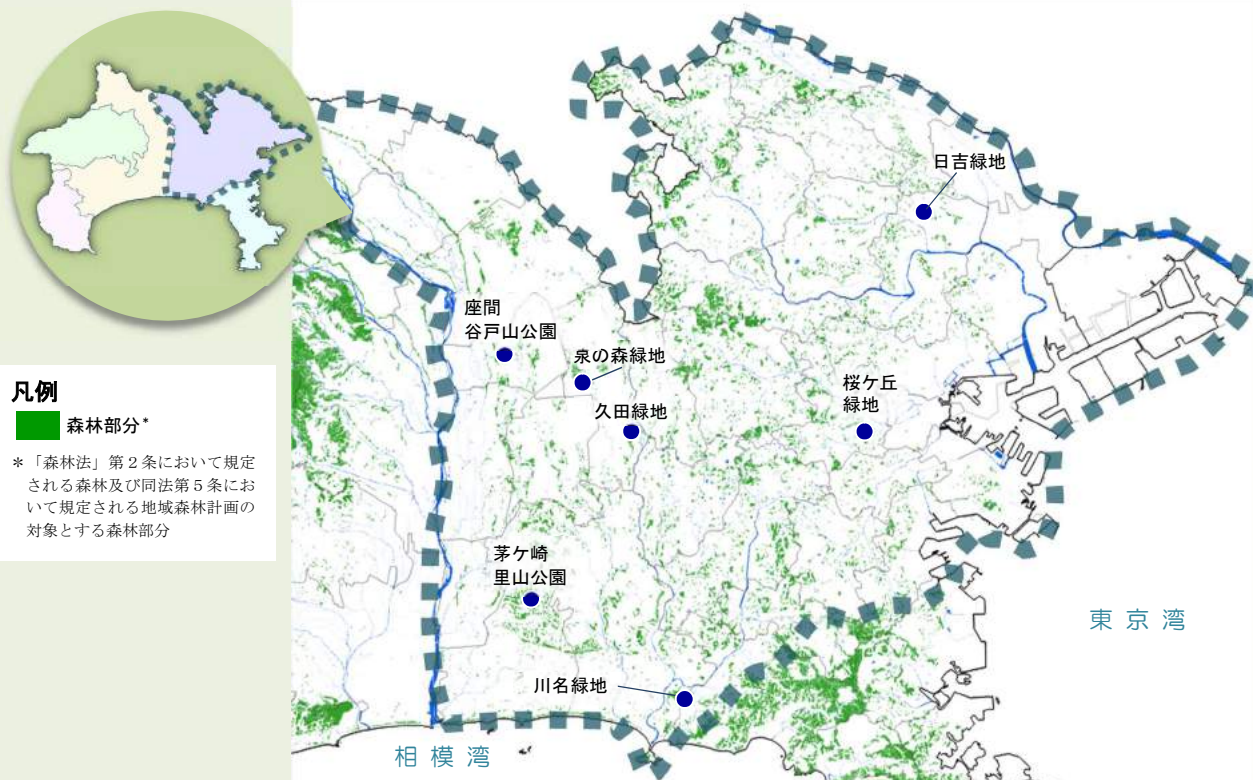 日吉緑地
座間
谷戸山公園
泉の森緑地
久田緑地
桜ケ丘
緑地
茅ケ崎
里山公園
川名緑地
東京湾
相模湾
凡例
森林部分*
*「森林法」第2条において規定
される森林及び同法第5条にお
いて規定される地域森林計画の
対象とする森林部分